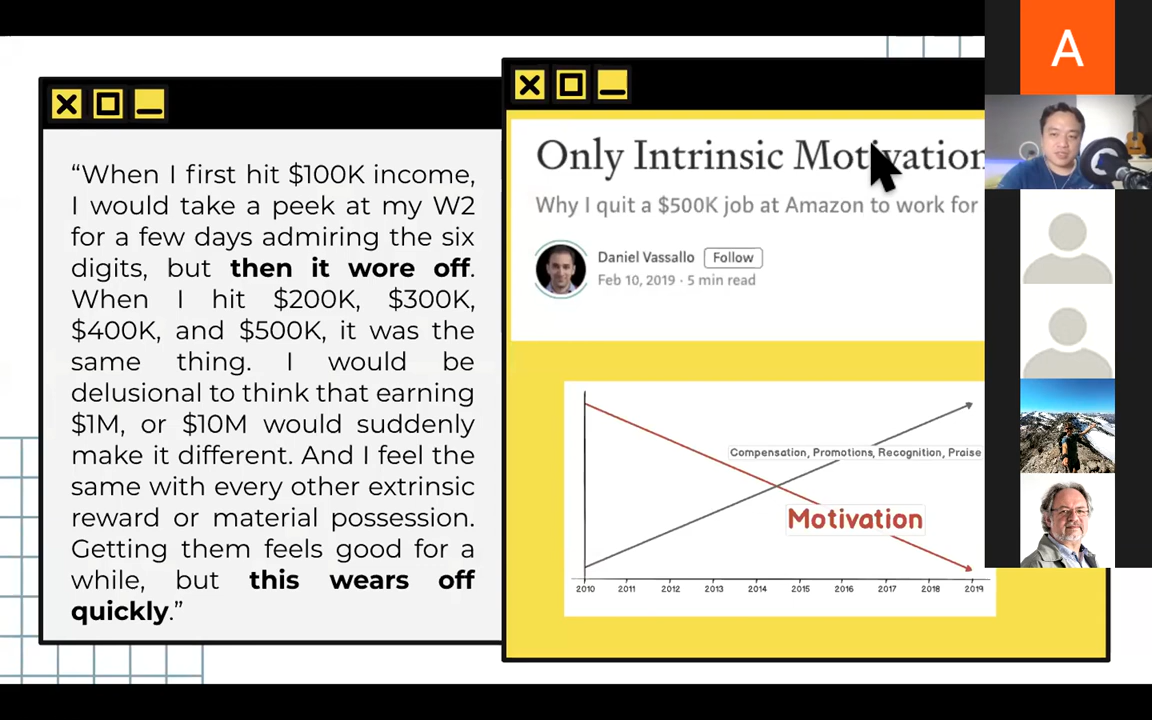 “When I first hit $100K income,
I would take a peek at my W2
for a few days admiring the six
digits, but then it wore off.
When I hit $200K, $300K,
$400K, and $500K, it was the
same thing. I would be
delusional to think that earning
$1M, or $10M would suddenly
make it different. And I feel the
same with every other extrinsic
reward or material possession.
Getting them feels good for a
while, but this wears off
quickly.”
Only Intrinsic Motivation
Why I quit a $500K job at Amazon to work for
Daniel Vassallo Follow
Feb 10, 2019 · 5 min read
Compensation, Promotions, Recognition, Praise
Motivation
2010 2011 2012 2013 2014 2015 2016 2017 2018 2019
A